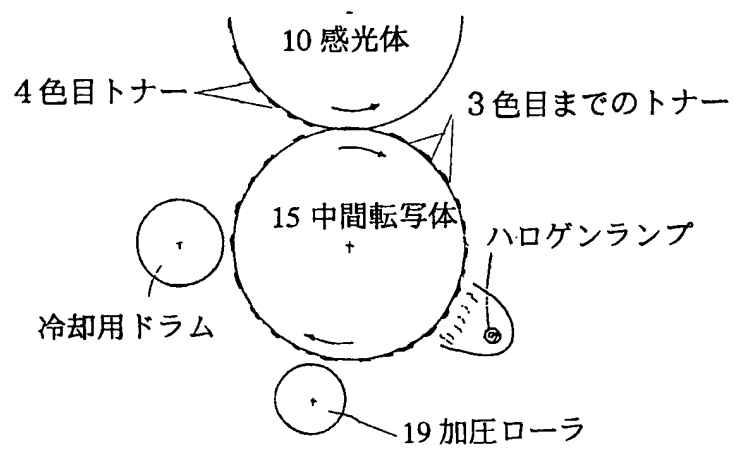 10 感光体
4色目トナー
3色目までのトナー
15 中間転写体
ハロゲンランプ
冷却用ドラム
19 加圧ローラ